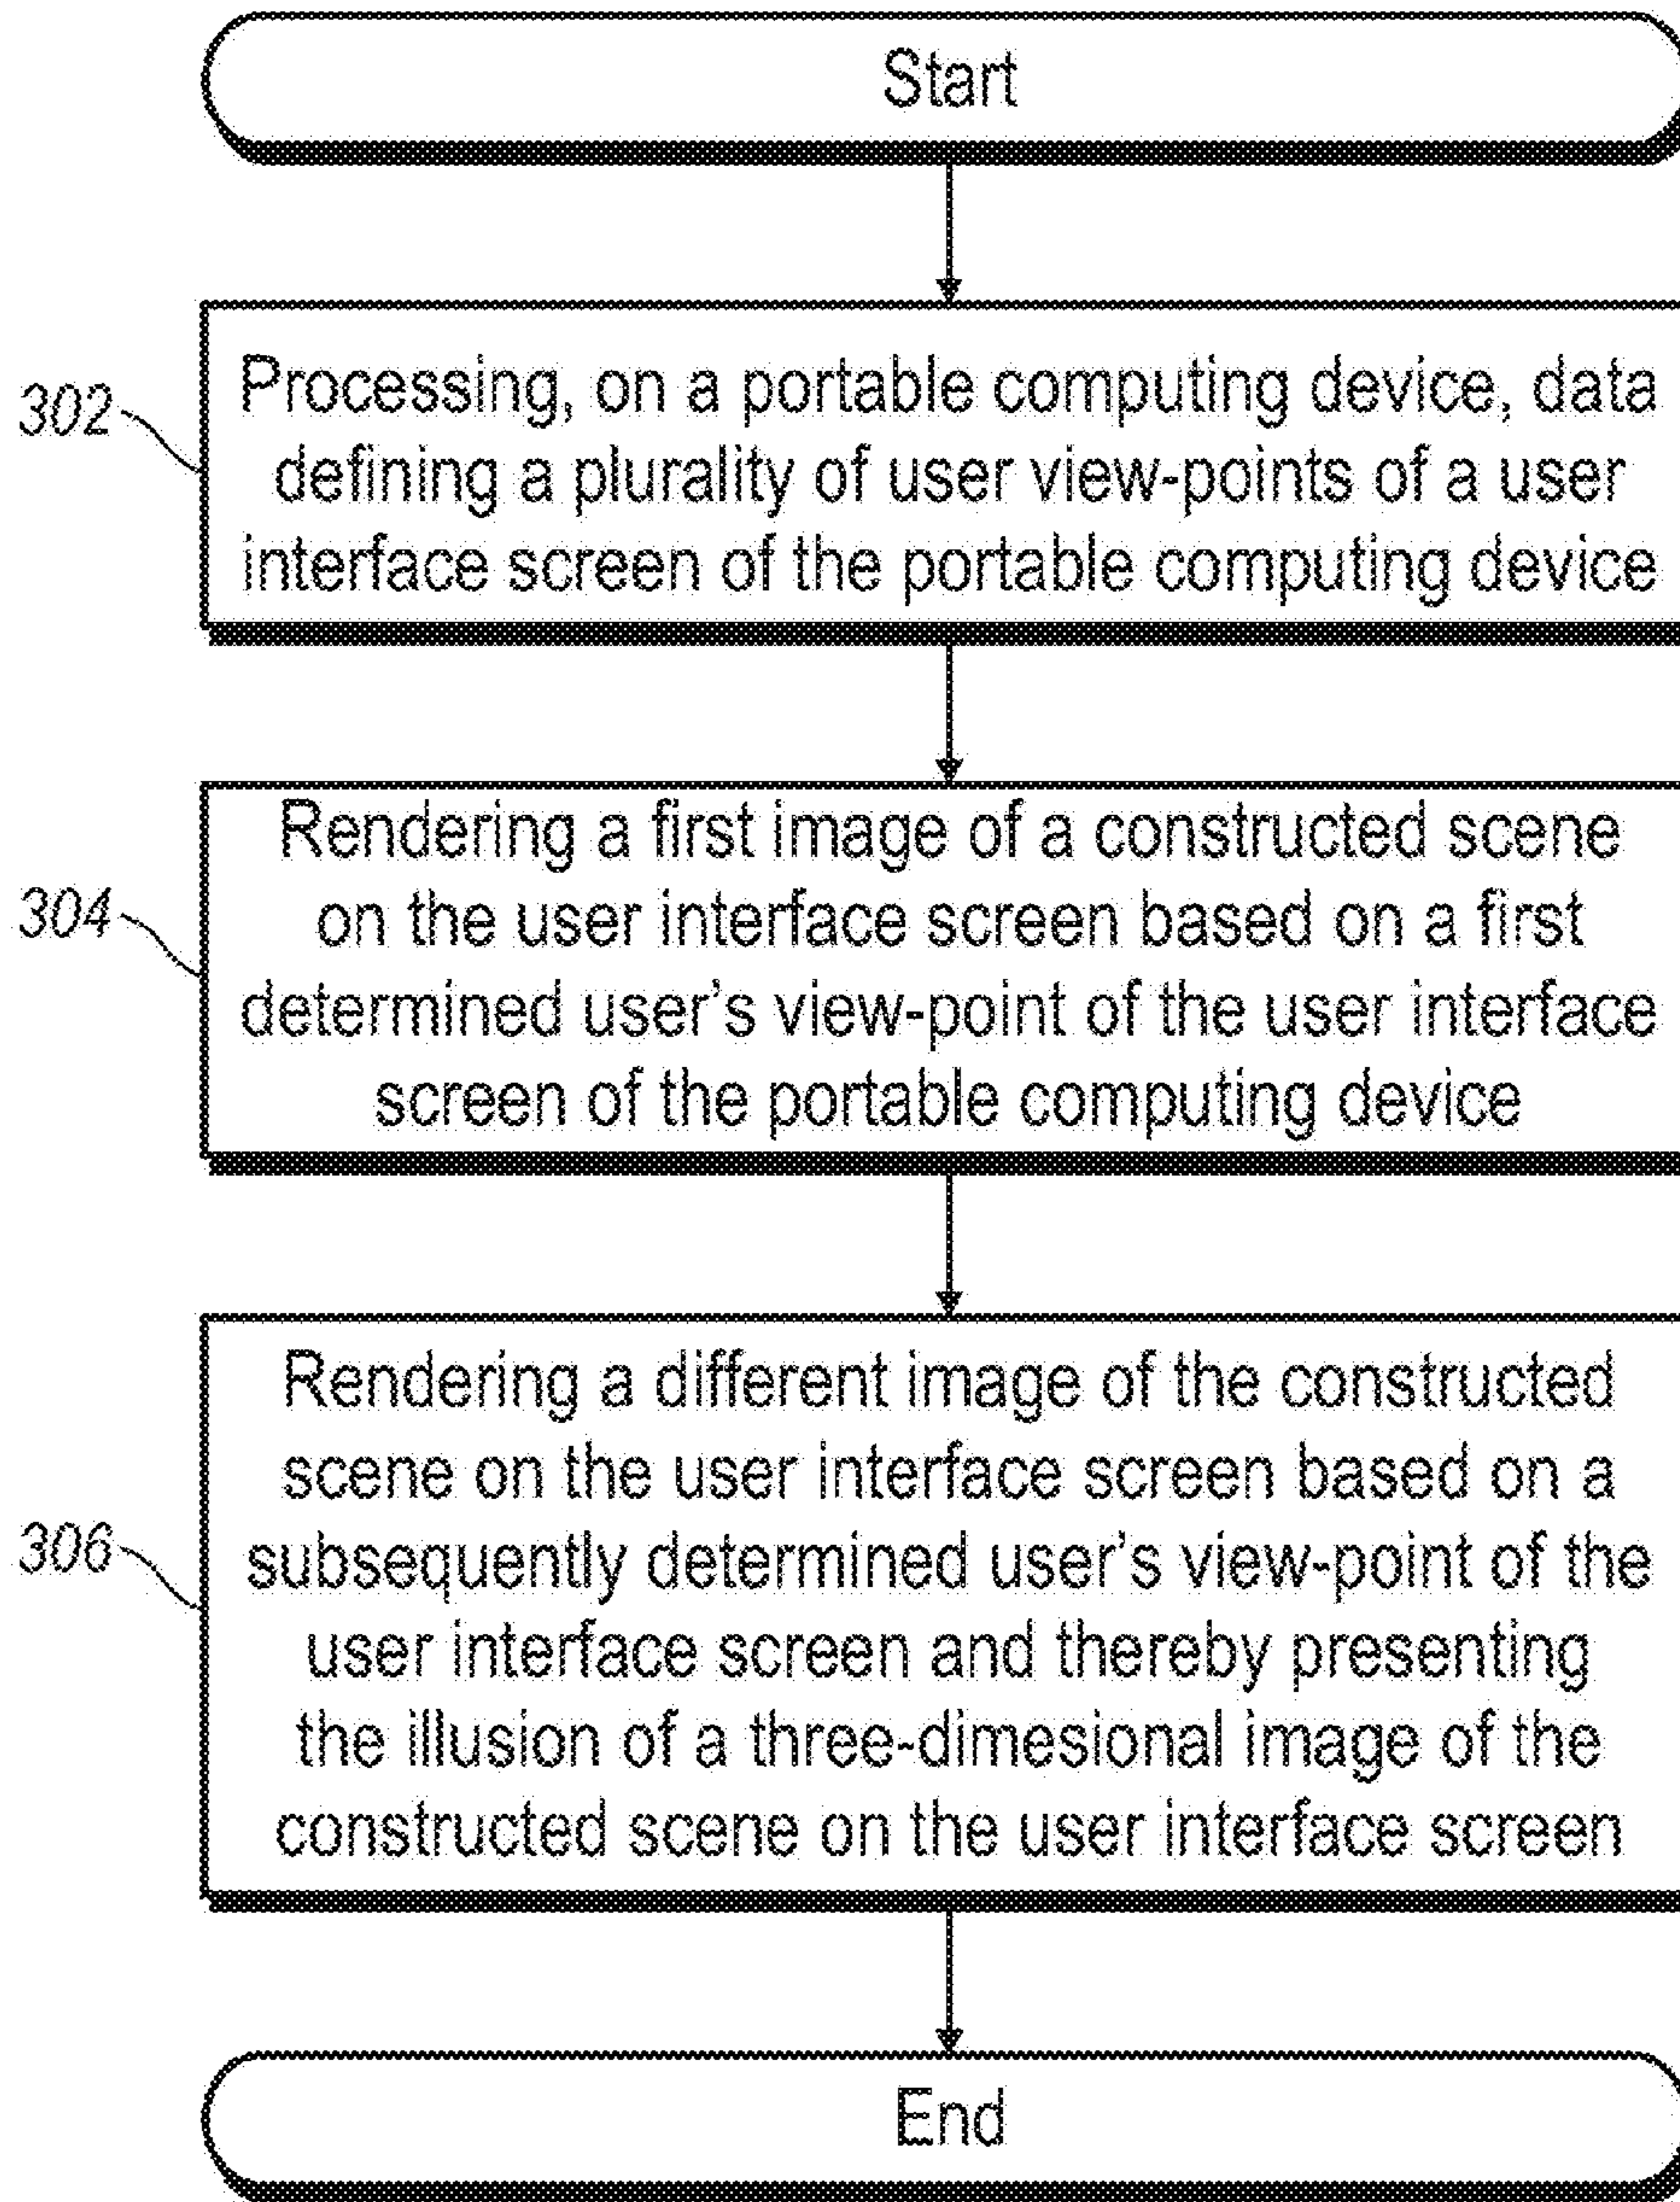 Start
302
Processing, on a portable computing device, data
defining a plurality of user view-points of a user
interface screen of the portable computing device
304
Rendering a first image of a constructed scene
on the user interface screen based on a first
determined user's view-point of the user interface
screen of the portable computing device
306
Rendering a different image of the constructed
scene on the user interface screen based on a
subsequently determined user's view-point of the
user interface screen and thereby presenting
the illusion of a three-dimesional image of the
constructed scene on the user interface screen
End